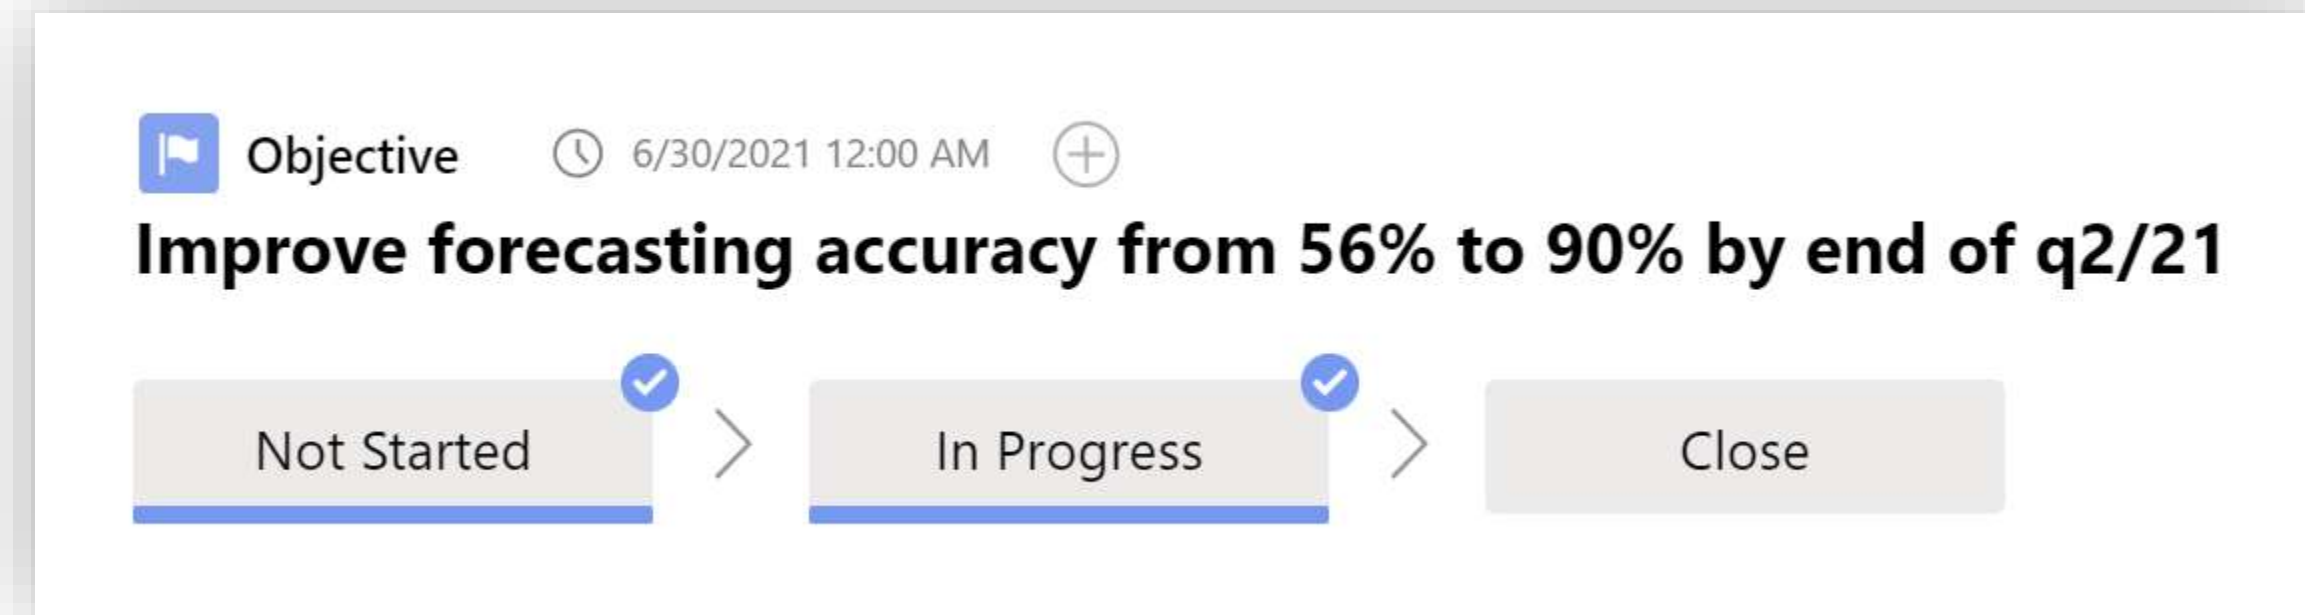 Objective 6/30/2021 12:00 AM
Improve forecasting accuracy from 56% to 90% by end of q2/21
Not Started In Progress Close